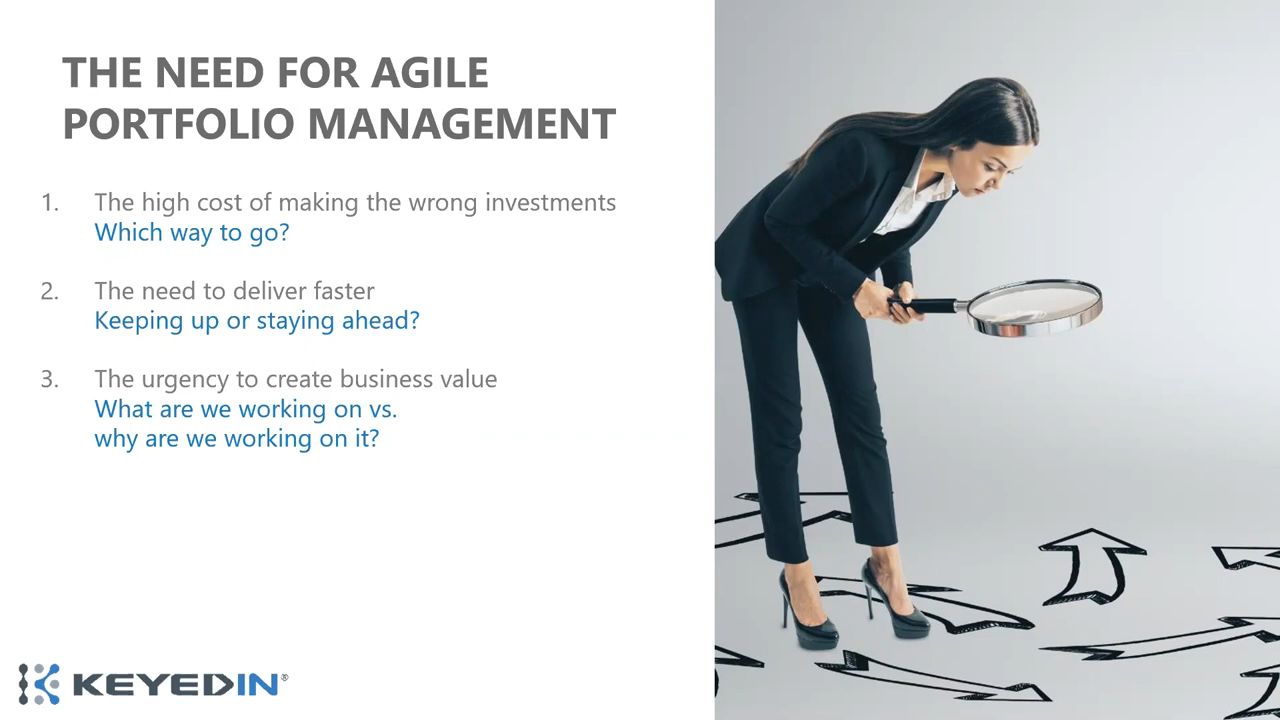 THE NEED FOR AGILE
PORTFOLIO MANAGEMENT
1. The high cost of making the wrong investments
Which way to go?
2. The need to deliver faster
Keeping up or staying ahead?
3. The urgency to create business value
What are we working on vs.
why are we working on it?
KEYEDIN®